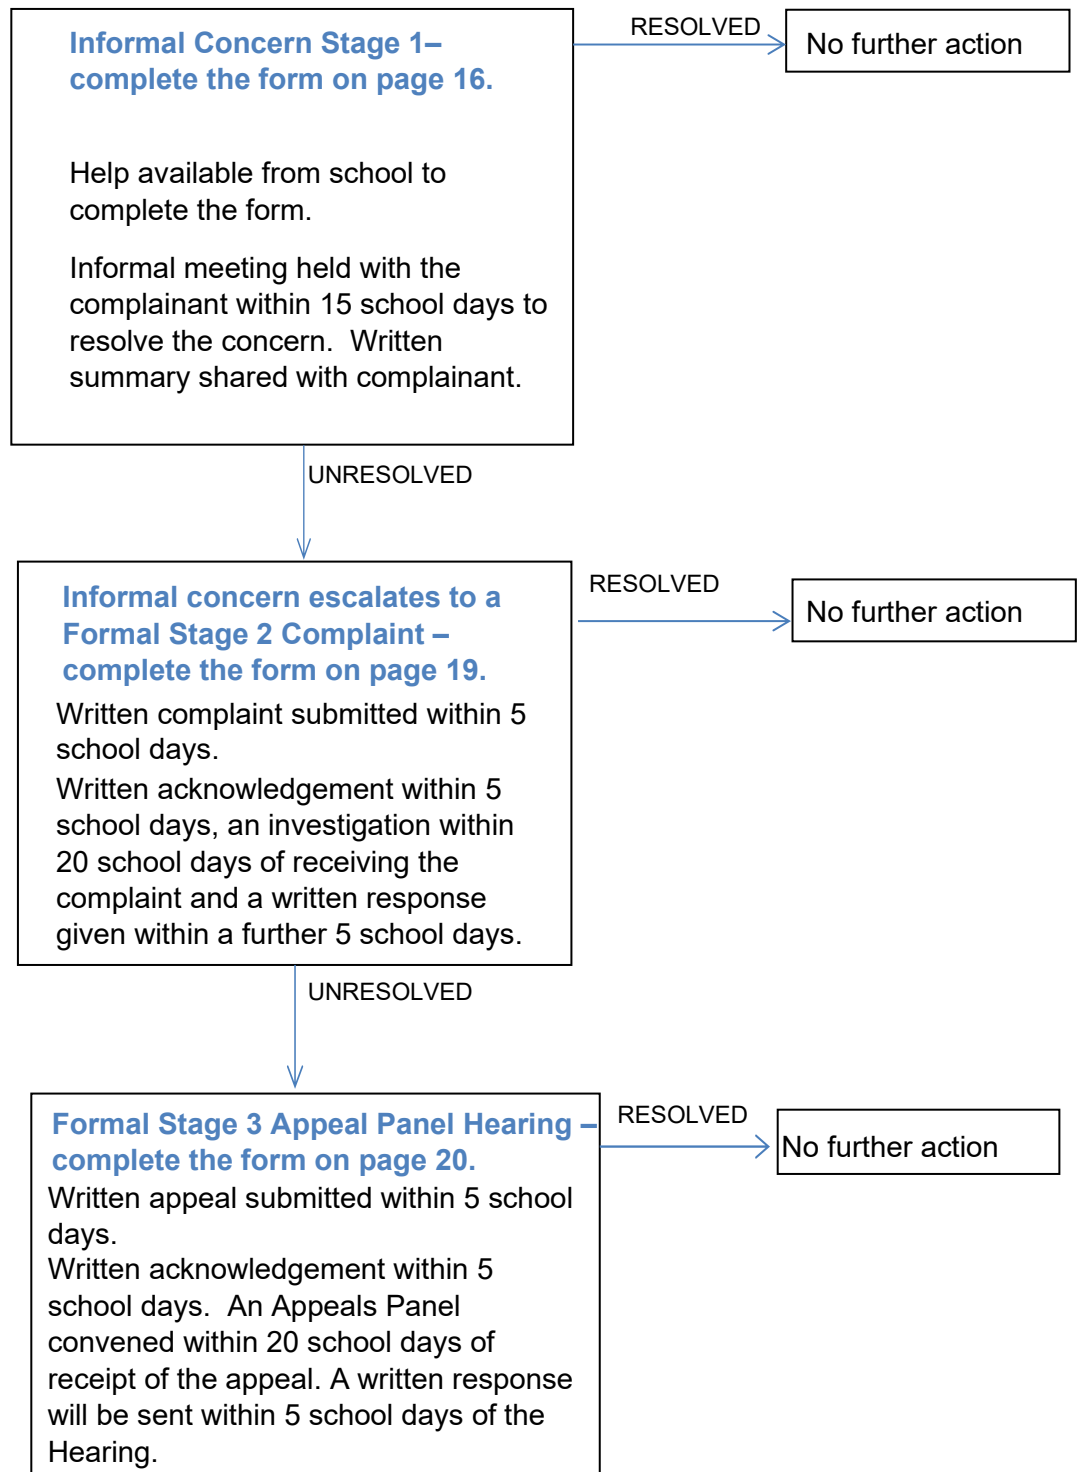 Informal Concern Stage 1–
complete the form on page 16.
RESOLVED
No further action
Help available from school to
complete the form.
Informal meeting held with the
complainant within 15 school days to
resolve the concern.  Written
summary shared with complainant.
UNRESOLVED
Informal concern escalates to a
Formal Stage 2 Complaint –
complete the form on page 19.
RESOLVED
No further action
Written complaint submitted within 5
school days.
Written acknowledgement within 5
school days, an investigation within
20 school days of receiving the
complaint and a written response
given within a further 5 school days.
UNRESOLVED
Formal Stage 3 Appeal Panel Hearing –
complete the form on page 20.
RESOLVED
No further action
Written appeal submitted within 5 school
days.
Written acknowledgement within 5
school days.  An Appeals Panel
convened within 20 school days of
receipt of the appeal. A written response
will be sent within 5 school days of the
Hearing.